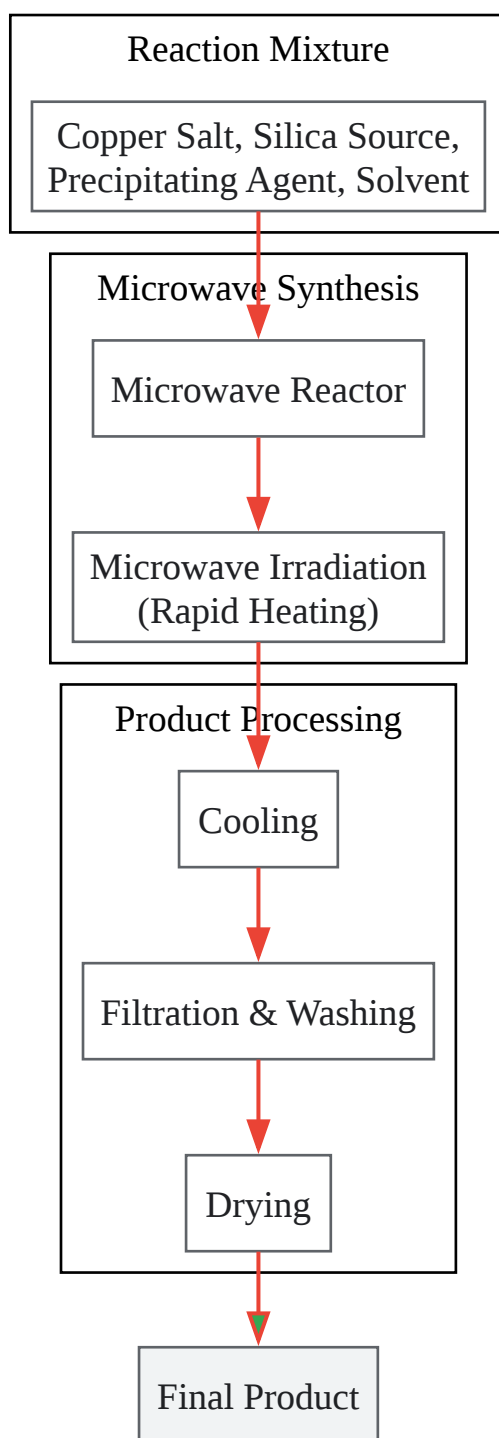 Reaction Mixture
Copper Salt, Silica Source,
Precipitating Agent, Solvent
Microwave Synthesis
Microwave Reactor
Microwave Irradiation
(Rapid Heating)
Product Processing
Cooling
Filtration & Washing
Drying
Final Product